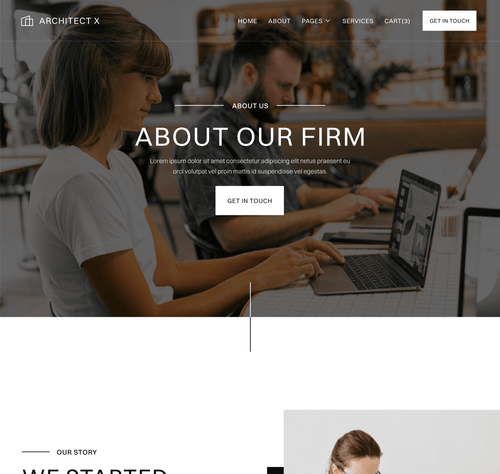 ARCHITECT X
HOME ABOUT PAGES SERVICES CART(3) GET IN TOUCH
ABOUT US
ABOUT OUR FIRM
Lorem ipsum dolor sit amet consectetur adipiscing elit netus praesent eu
orci volutpat vel proin mattis id suspendisse vel egestas.
GET IN TOUCH
OUR STORY
WE STARTED